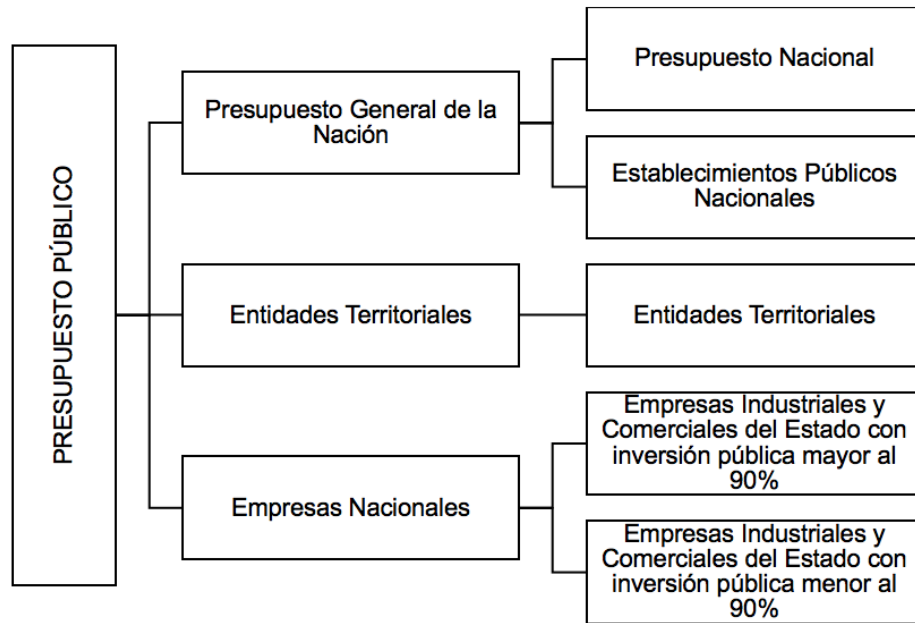 PRESUPUESTO PÚBLICO
Presupuesto General de la
Nación
Presupuesto Nacional
Establecimientos Públicos
Nacionales
Entidades Territoriales
Entidades Territoriales
Empresas Nacionales
Empresas Industriales y
Comerciales del Estado con
inversión pública mayor al
90%
Empresas Industriales y
Comerciales del Estado con
inversión pública menor al
90%